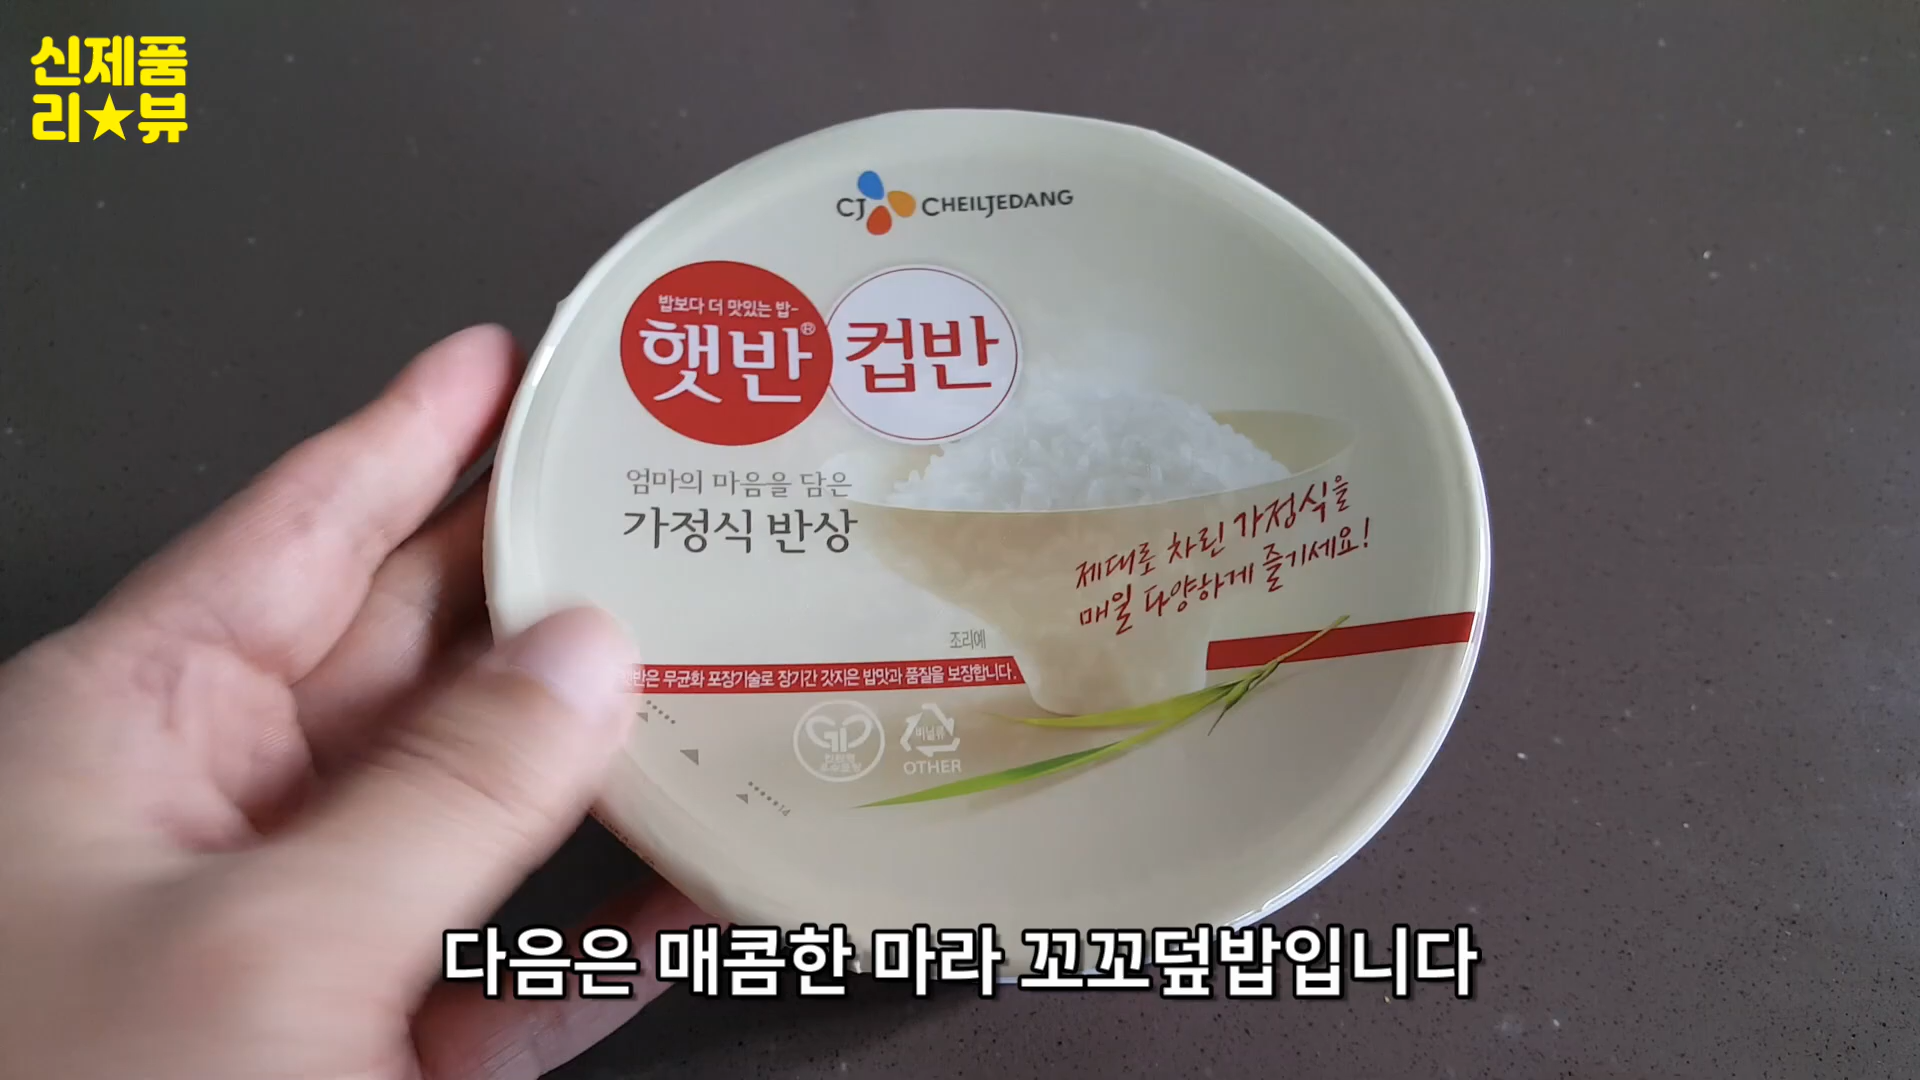 신제품
리★뷰
CJ CHEILJEDANG
밥보다 더 맛있는 밥-
햇반®
컵반
엄마의 마음을 담은
가정식 반상
제대로 차린 가정식을
매일 다양하게 즐기세요!
조리예
햇반은 무균화 포장기술로 장기간 갓지은 밥맛과 품질을 보장합니다.
GP
비닐류
OTHER
다음은 매콤한 마라 꼬꼬덮밥입니다